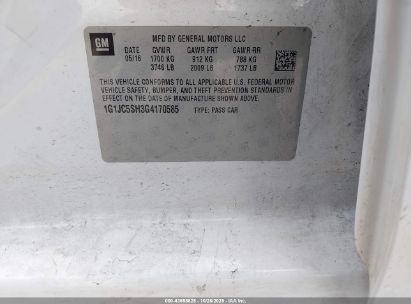 GM
MFD BY GENERAL MOTORS LLC
DATE GVWR GAWR FRT GAWR RR
05/16 1700 KG 912 KG 788 KG
3748 LB 2009 LB 1737 LB
THIS VEHICLE CONFORMS TO ALL APPLICABLE U.S. FEDERAL MOTOR
VEHICLE SAFETY, BUMPER, AND THEFT PREVENTION STANDARDS IN
EFFECT ON THE DATE OF MANUFACTURE SHOWN ABOVE.
1G1JC5SH3G4170585 TYPE: PASS CAR